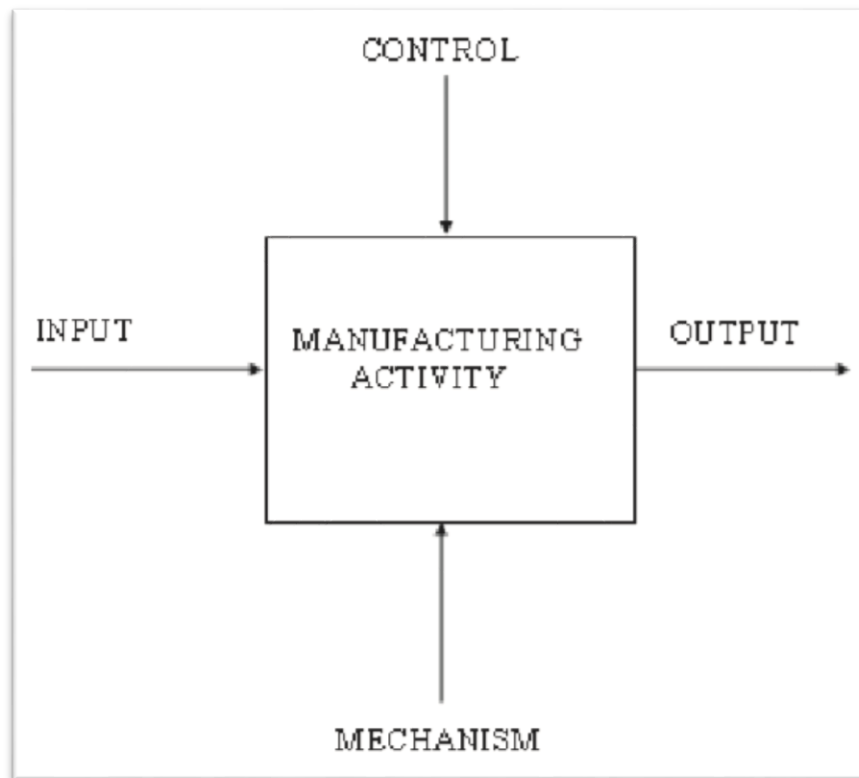 CONTROL
INPUT
MANUFACTURING
ACTIVITY
OUTPUT
MECHANISM